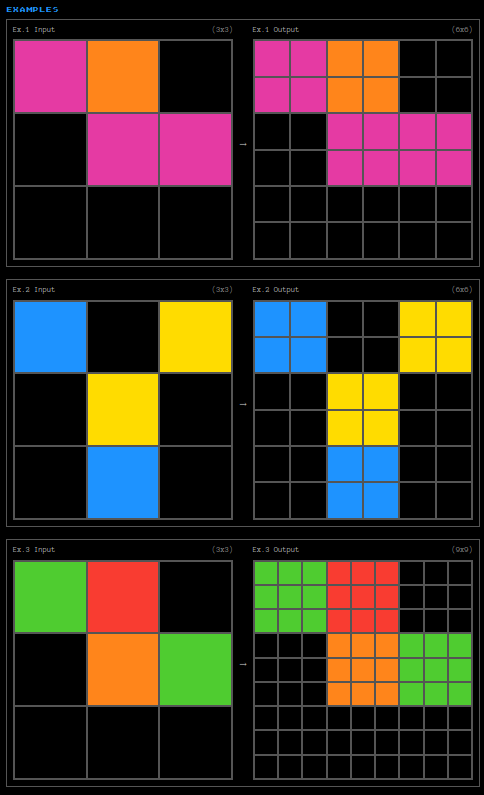 EXAMPLES
Ex.1 Input (3x3) Ex.1 Output (6x6)
→
Ex.2 Input (3x3) Ex.2 Output (6x6)
→
Ex.3 Input (3x3) Ex.3 Output (9x9)
→